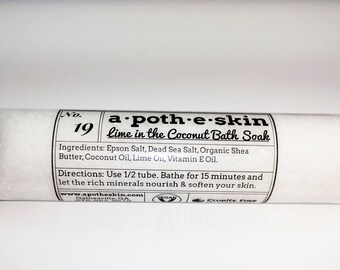 No.
19
a·poth·e·skin
Lime in the Coconut Bath Soak
Ingredients: Epson Salt, Dead Sea Salt, Organic Shea
Butter, Coconut Oil, Lime Oil, Vitamin E Oil.
Directions: Use 1/2 tube. Bathe for 15 minutes and
let the rich minerals nourish & soften your skin.
www.apotheskin.com
Gainesville, GA
Cruelty Free